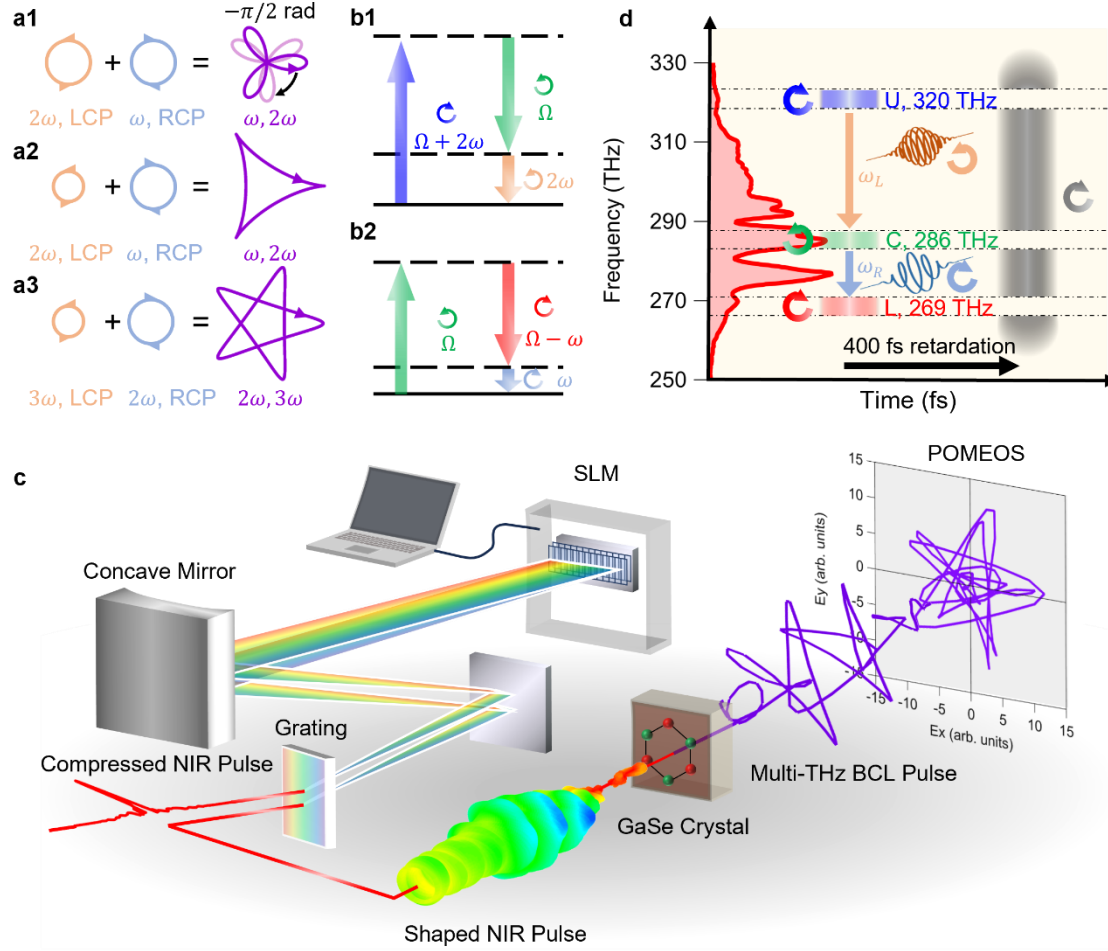 a1
−π/2 rad
+
=
2ω, LCP
ω, RCP
ω, 2ω
a2
+
=
2ω, LCP
ω, RCP
ω, 2ω
a3
+
=
3ω, LCP
2ω, RCP
2ω, 3ω
b1
Ω + 2ω
Ω
2ω
b2
Ω
Ω − ω
ω
d
Frequency (THz)
330
310
290
270
250
U, 320 THz
ω_L
C, 286 THz
ω_R
L, 269 THz
400 fs retardation
Time (fs)
c
SLM
Concave Mirror
Grating
Compressed NIR Pulse
Shaped NIR Pulse
GaSe Crystal
Multi-THz BCL Pulse
POMEOS
Ey (arb. units)
15
10
5
0
-5
-10
-15
-15
-10
-5
0
5
10
15
Ex (arb. units)